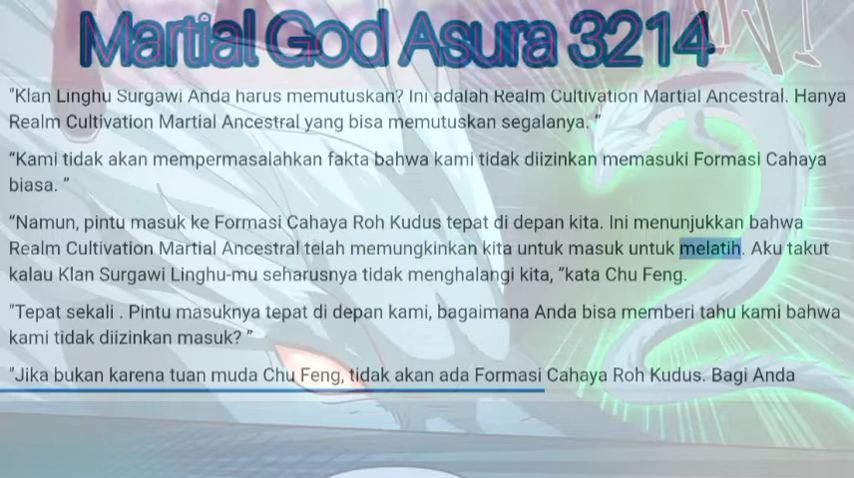 Martial God Asura 3214
"Klan Linghu Surgawi Anda harus memutuskan? Ini adalah Realm Cultivation Martial Ancestral. Hanya
Realm Cultivation Martial Ancestral yang bisa memutuskan segalanya. “
“Kami tidak akan mempermasalahkan fakta bahwa kami tidak diizinkan memasuki Formasi Cahaya
biasa. ”
“Namun, pintu masuk ke Formasi Cahaya Roh Kudus tepat di depan kita. Ini menunjukkan bahwa
Realm Cultivation Martial Ancestral telah memungkinkan kita untuk masuk untuk melatih. Aku takut
kalau Klan Surgawi Linghu-mu seharusnya tidak menghalangi kita, ”kata Chu Feng.
"Tepat sekali . Pintu masuknya tepat di depan kami, bagaimana Anda bisa memberi tahu kami bahwa
kami tidak diizinkan masuk? ”
"Jika bukan karena tuan muda Chu Feng, tidak akan ada Formasi Cahaya Roh Kudus. Bagi Anda